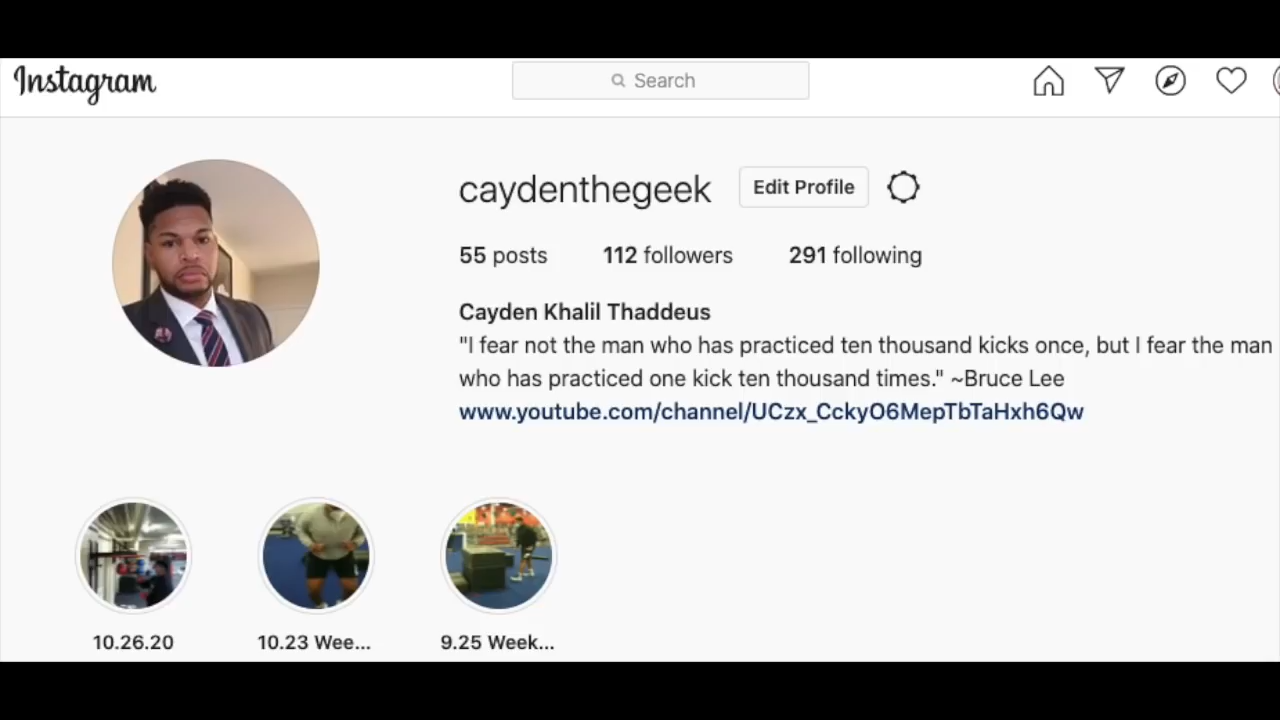 Instagram
Search
caydenthegeek
Edit Profile
55 posts
112 followers
291 following
Cayden Khalil Thaddeus
"I fear not the man who has practiced ten thousand kicks once, but I fear the man
who has practiced one kick ten thousand times." ~Bruce Lee
www.youtube.com/channel/UCzx_CckyO6MepTbTaHxh6Qw
10.26.20
10.23 Wee...
9.25 Week...